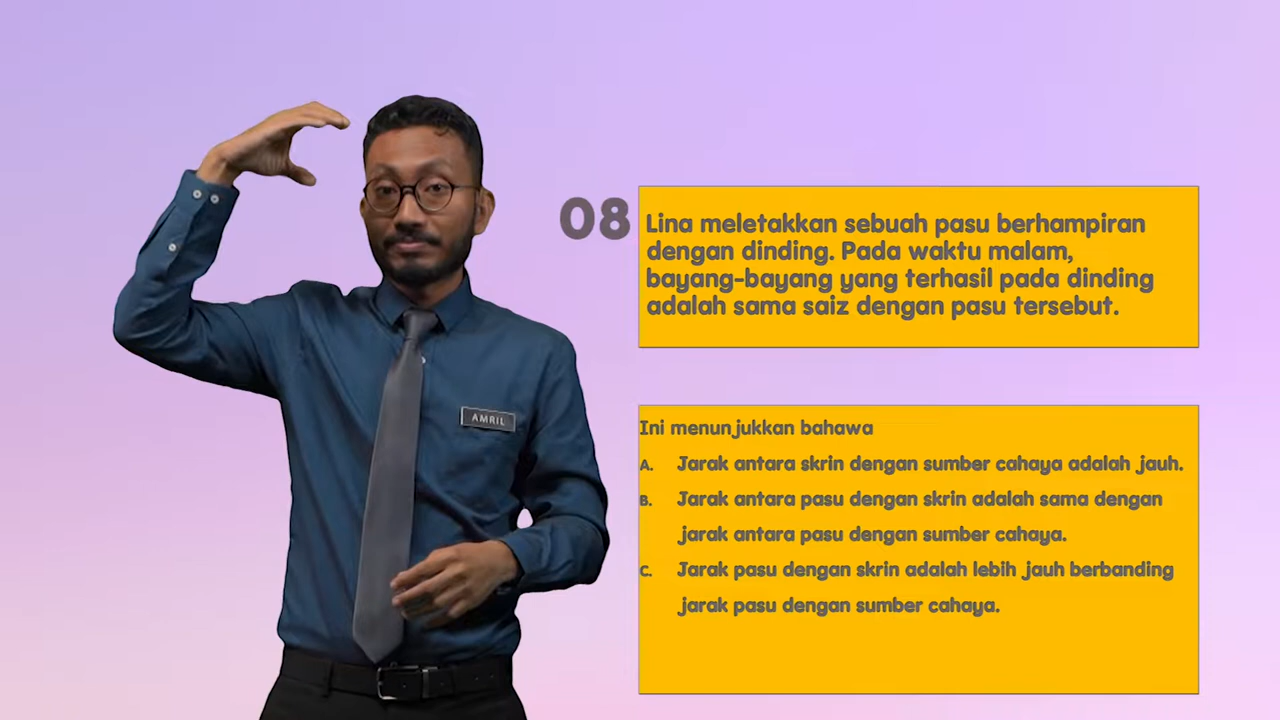 08
Lina meletakkan sebuah pasu berhampiran
dengan dinding. Pada waktu malam,
bayang-bayang yang terhasil pada dinding
adalah sama saiz dengan pasu tersebut.
AMRIL
Ini menunjukkan bahawa
A. Jarak antara skrin dengan sumber cahaya adalah jauh.
B. Jarak antara pasu dengan skrin adalah sama dengan
jarak antara pasu dengan sumber cahaya.
C. Jarak pasu dengan skrin adalah lebih jauh berbanding
jarak pasu dengan sumber cahaya.